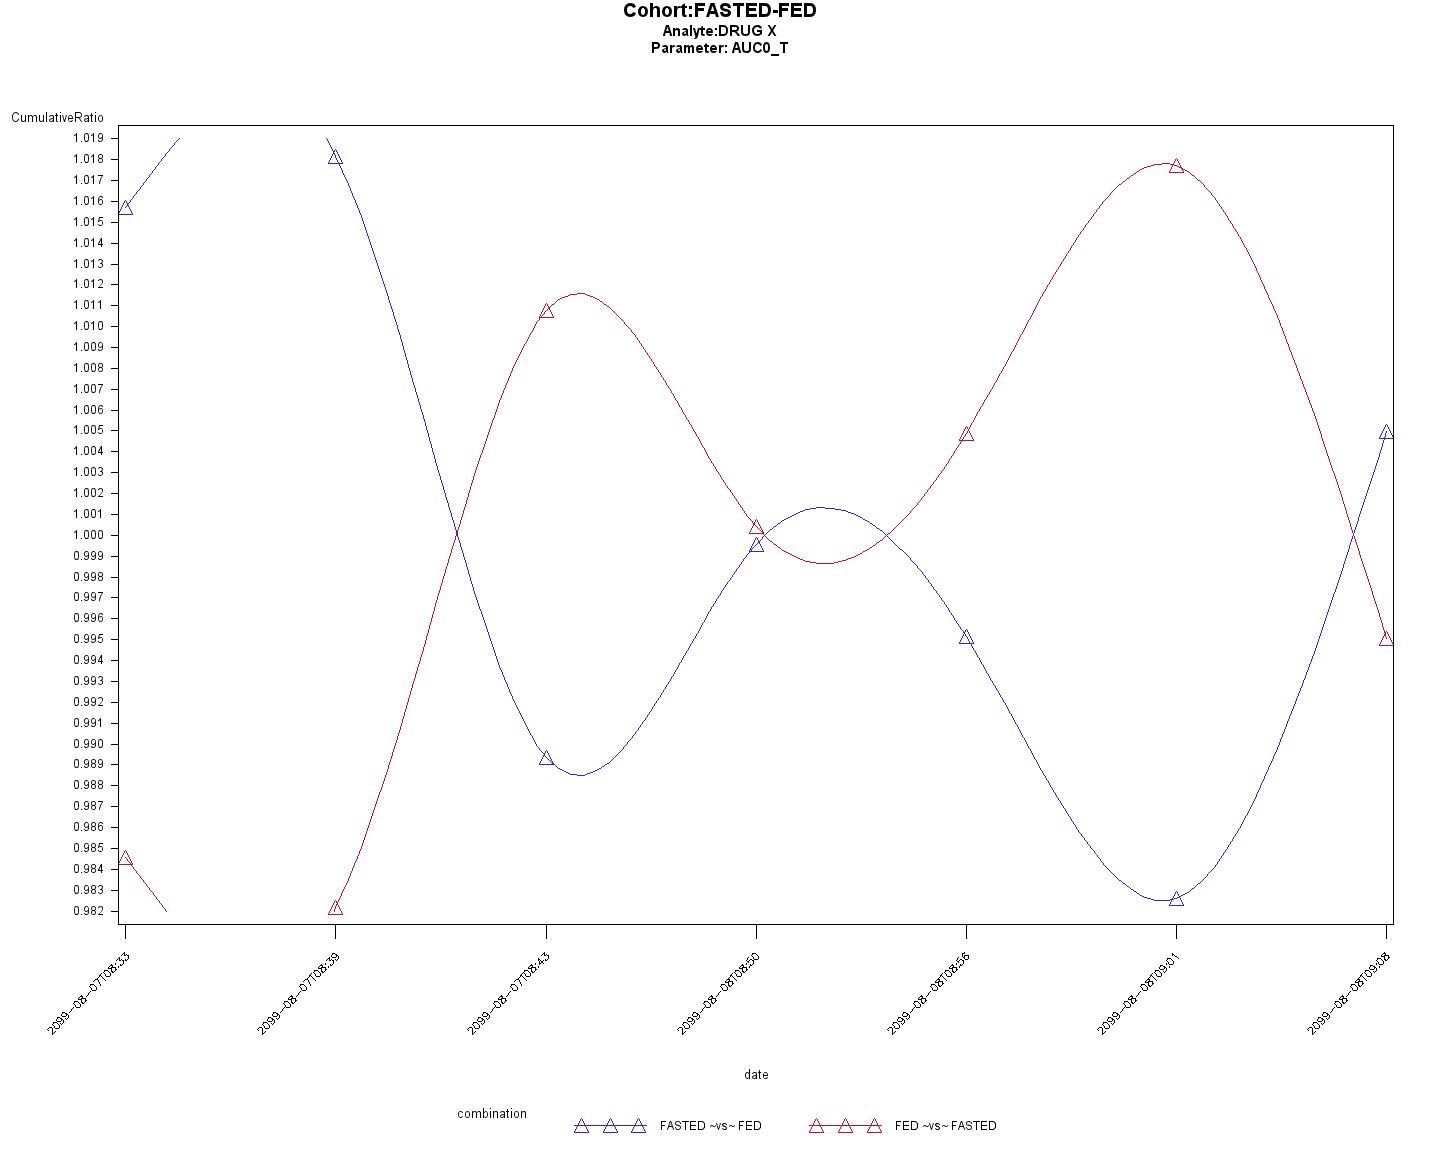 Cohort:FASTED-FED
Analyte:DRUG X
Parameter: AUC0_T
CumulativeRatio
1.019
1.018
1.017
1.016
1.015
1.014
1.013
1.012
1.011
1.010
1.009
1.008
1.007
1.006
1.005
1.004
1.003
1.002
1.001
1.000
0.999
0.998
0.997
0.996
0.995
0.994
0.993
0.992
0.991
0.990
0.989
0.988
0.987
0.986
0.985
0.984
0.983
0.982
2099-08-07T08:33
2099-08-07T08:39
2099-08-07T08:43
2099-08-08T08:50
2099-08-08T08:56
2099-08-08T09:01
2099-08-08T09:08
date
combination
FASTED ~vs~ FED
FED ~vs~ FASTED